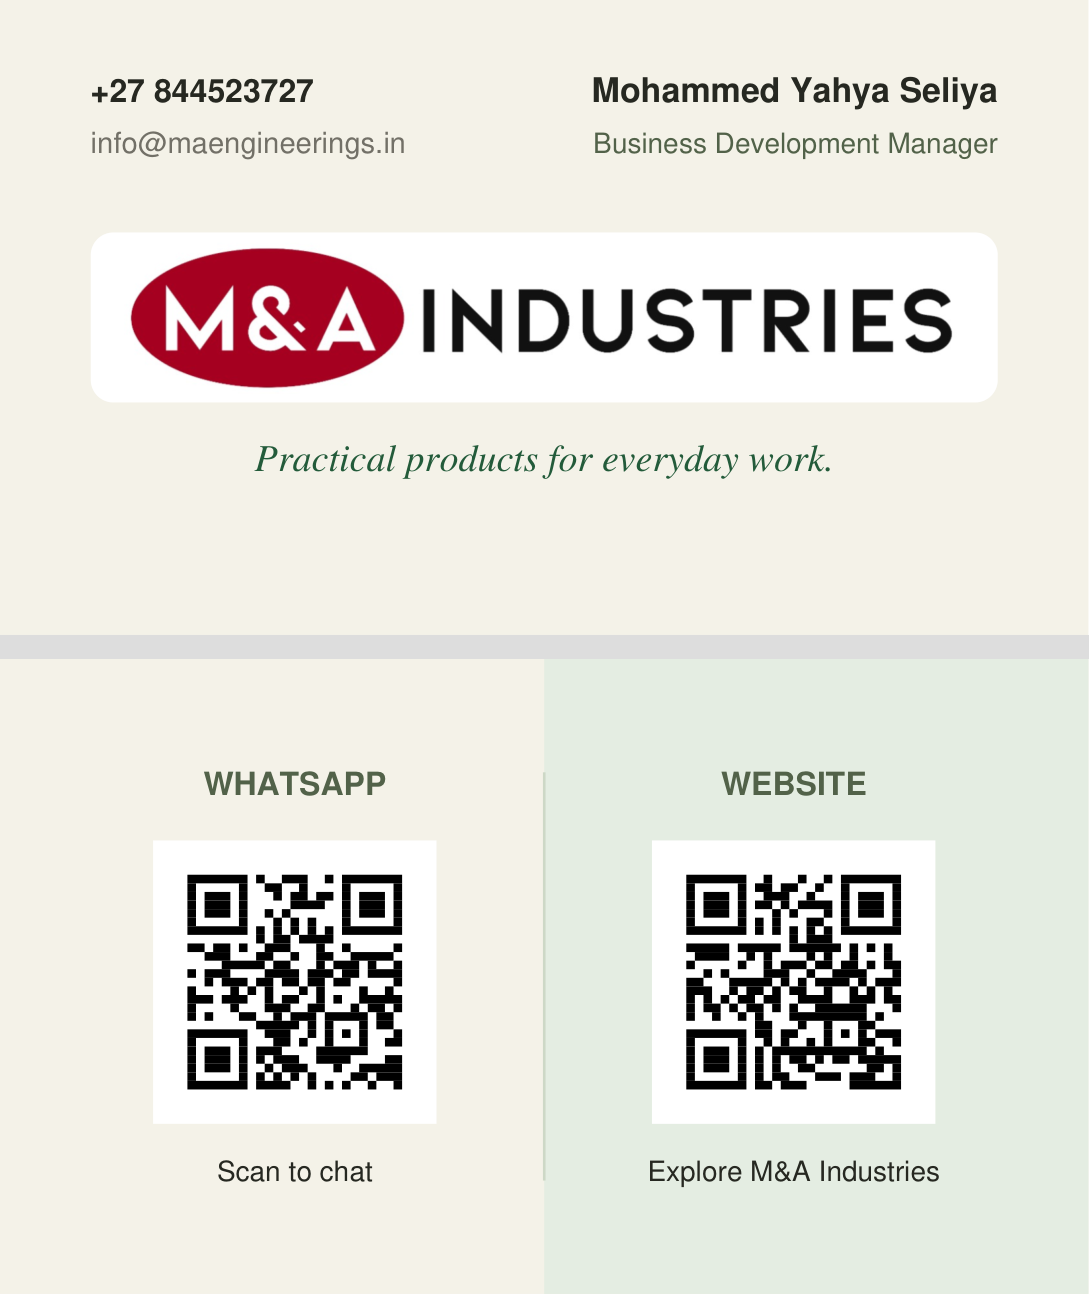 +27 844523727
Mohammed Yahya Seliya
info@maengineerings.in
Business Development Manager
M&A INDUSTRIES
Practical products for everyday work.
WHATSAPP
WEBSITE
Scan to chat
Explore M&A Industries